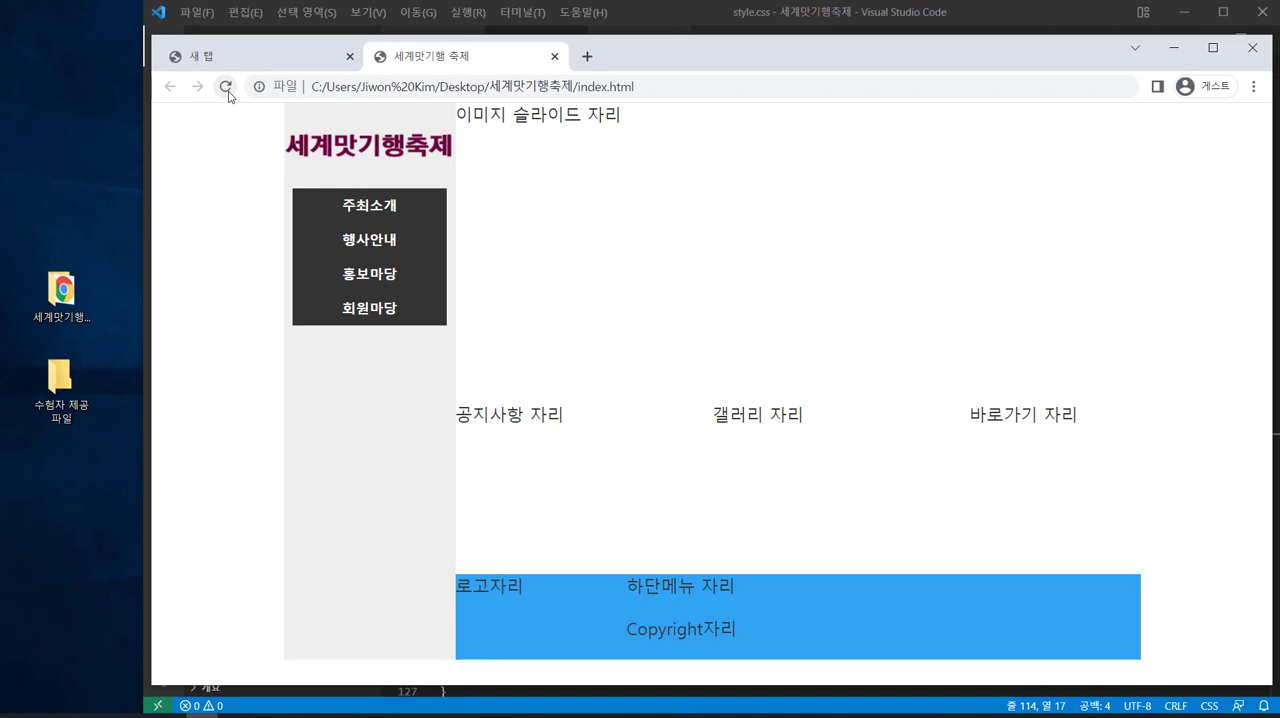 파일(F) 편집(E) 선택 영역(S) 보기(V) 이동(G) 실행(R) 터미널(T) 도움말(H) style.css - 세계맛기행축제 - Visual Studio Code
새 탭 세계맛기행 축제
파일 C:/Users/Jiwon%20Kim/Desktop/세계맛기행축제/index.html 게스트
이미지 슬라이드 자리
세계맛기행축제
주최소개
행사안내
홍보마당
회원마당
세계맛기행...
수험자 제공
파일
공지사항 자리 갤러리 자리 바로가기 자리
로고자리 하단메뉴 자리
Copyright자리
개요 127 }
0 0 줄 114, 열 17 공백: 4 UTF-8 CRLF CSS